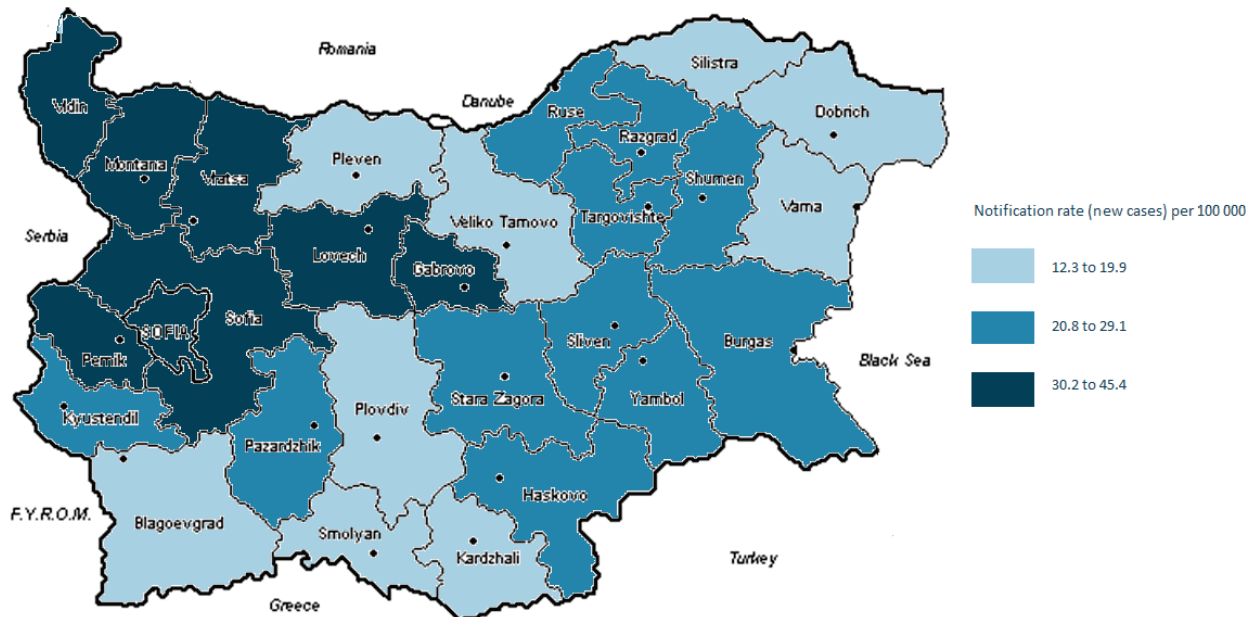 Romania
Silistra
Vidin
Danube
Ruse
Dobrich
Montana
Vratsa
Pleven
Razgrad
Shumen
Targovishte
Varna
Veliko Tarnovo
Serbia
Lovech
Gabrovo
Notification rate (new cases) per 100 000
12.3 to 19.9
20.8 to 29.1
30.2 to 45.4
SOFIA
Sofia
Pernik
Sliven
Burgas
Black Sea
Kyustendil
Plovdiv
Stara Zagora
Yambol
Pazardzhik
Haskovo
F.Y.R.O.M.
Blagoevgrad
Smolyan
Kardzhali
Turkey
Greece